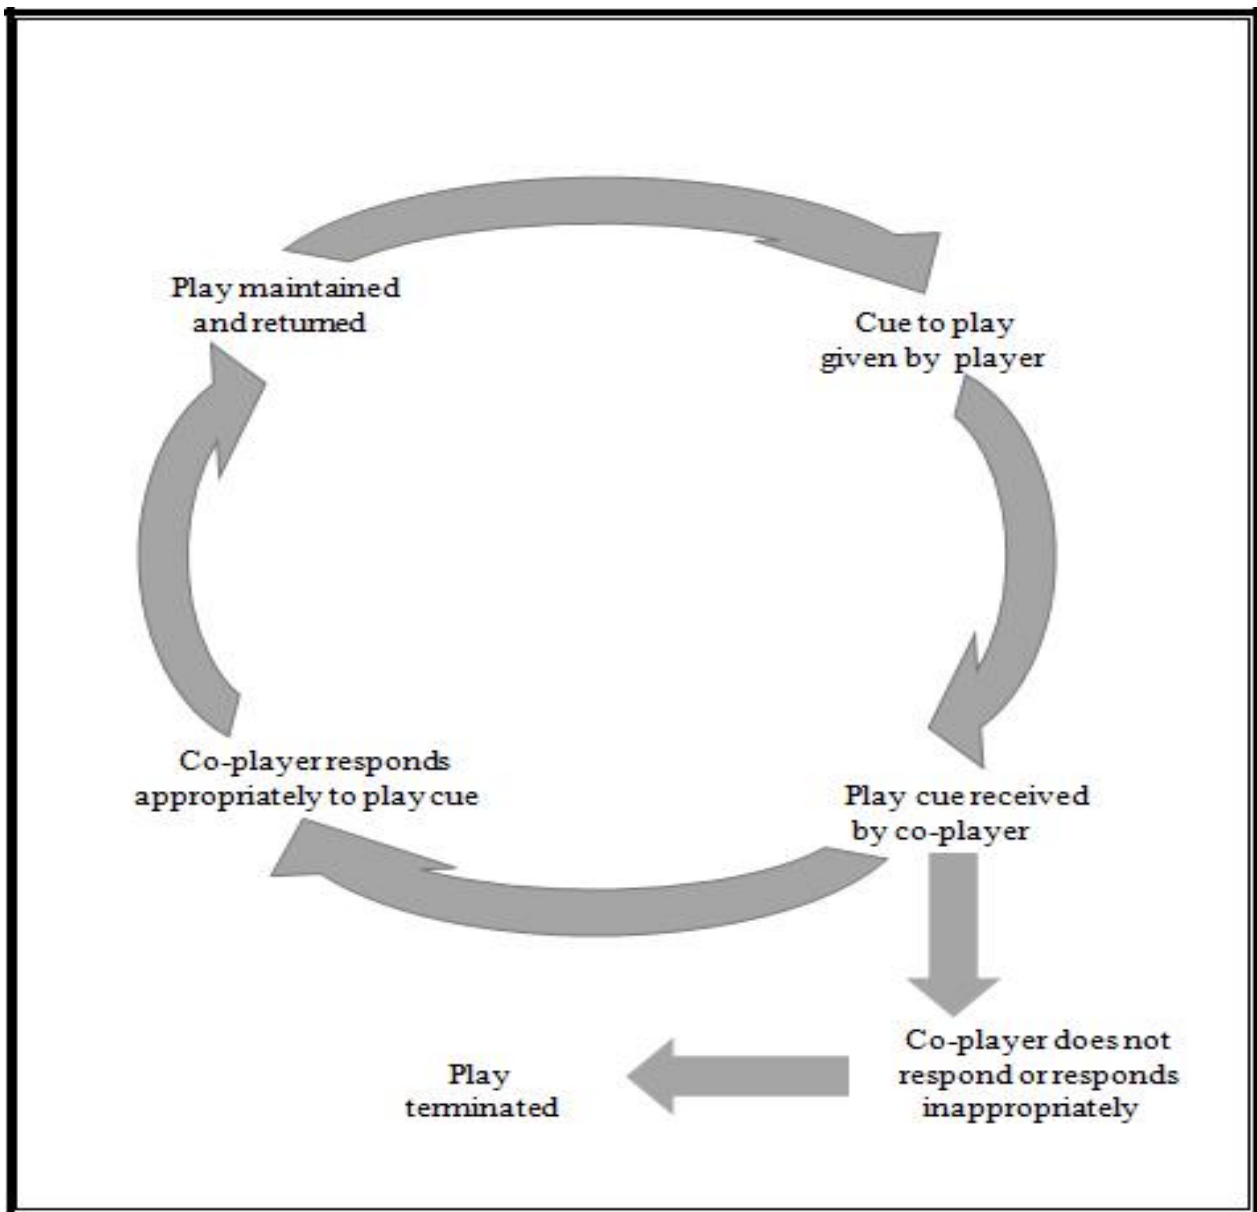 Play maintained
and returned
Cue to play
given by player
Co-player responds
appropriately to play cue
Play cue received
by co-player
Co-player does not
respond or responds
inappropriately
Play
terminated